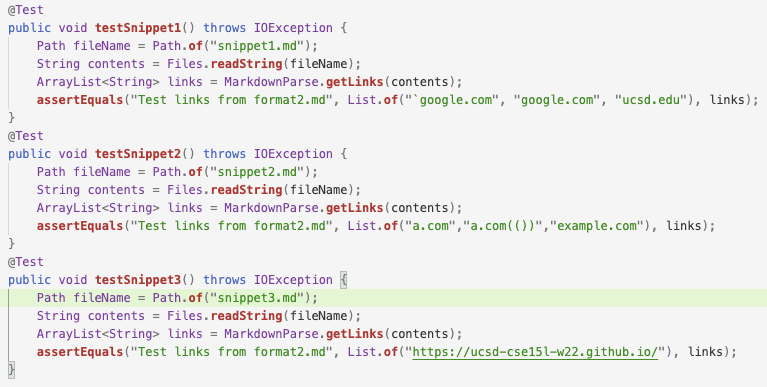 @Test
public void testSnippet1() throws IOException {
    Path fileName = Path.of("snippet1.md");
    String contents = Files.readString(fileName);
    ArrayList<String> links = MarkdownParse.getLinks(contents);
    assertEquals("Test links from format2.md", List.of("`google.com", "google.com", "ucsd.edu"), links);
}
@Test
public void testSnippet2() throws IOException {
    Path fileName = Path.of("snippet2.md");
    String contents = Files.readString(fileName);
    ArrayList<String> links = MarkdownParse.getLinks(contents);
    assertEquals("Test links from format2.md", List.of("a.com","a.com(())","example.com"), links);
}
@Test
public void testSnippet3() throws IOException {
    Path fileName = Path.of("snippet3.md");
    String contents = Files.readString(fileName);
    ArrayList<String> links = MarkdownParse.getLinks(contents);
    assertEquals("Test links from format2.md", List.of("https://ucsd-cse15l-w22.github.io/"), links);
}